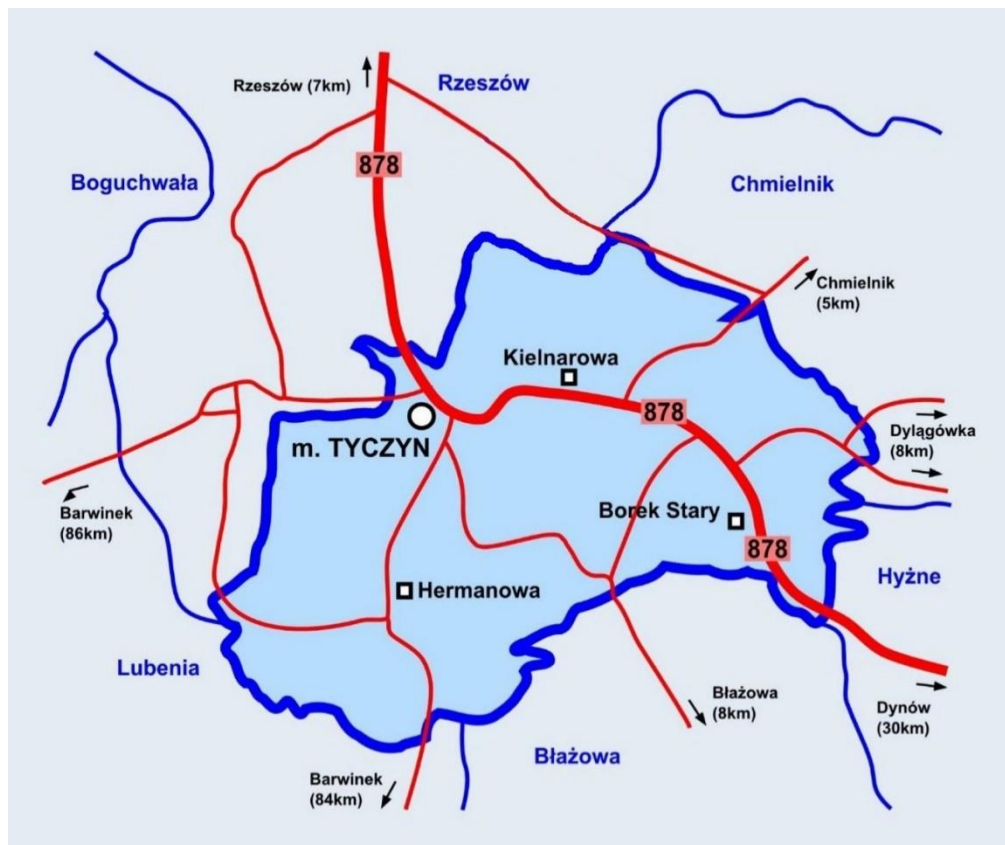 Rzeszów (7km)
Rzeszów
878
Boguchwała
Chmielnik
Chmielnik
(5km)
Kielnarowa
878
m. TYCZYN
Dylągówka
(8km)
Barwinek
(86km)
Borek Stary
878
Hyżne
Hermanowa
Lubenia
Błażowa
(8km)
Dynów
(30km)
Błażowa
Barwinek
(84km)